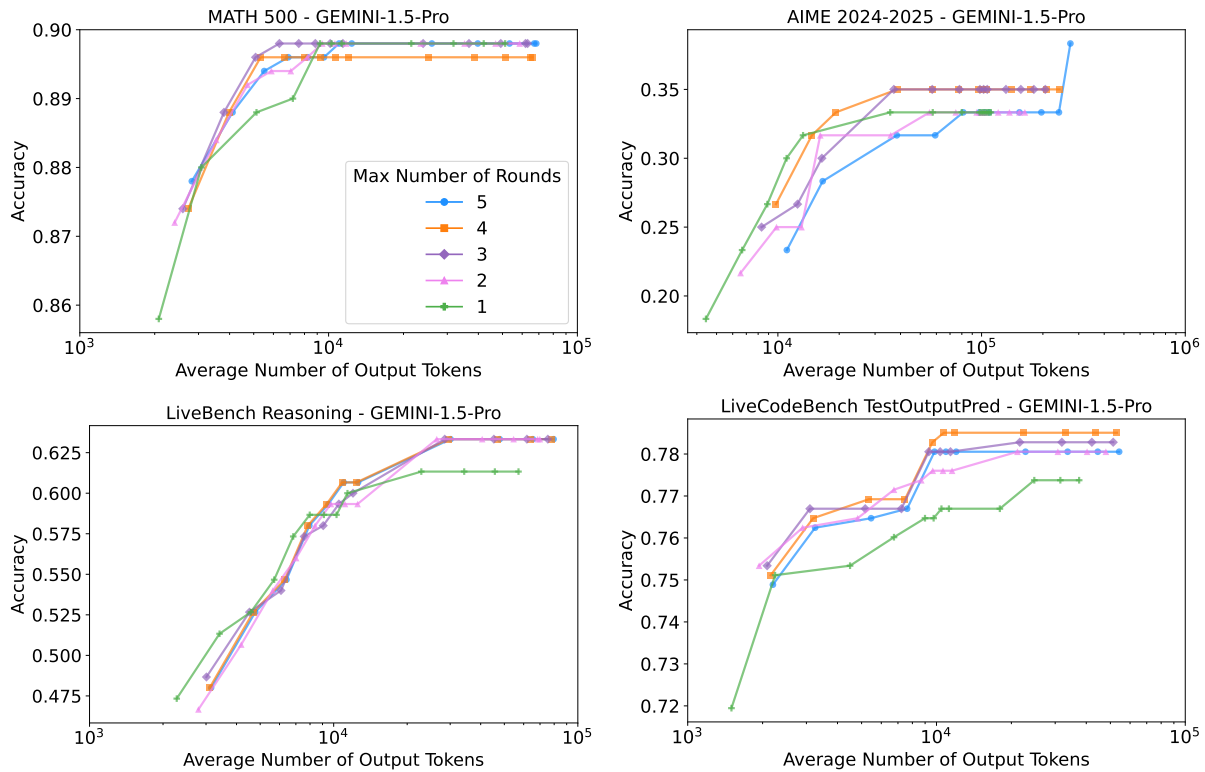 MATH 500 - GEMINI-1.5-Pro
0.90
0.89
0.88
0.87
0.86
Accuracy
Max Number of Rounds
5
4
3
2
1
10³ 10⁴ 10⁵
Average Number of Output Tokens
AIME 2024-2025 - GEMINI-1.5-Pro
0.35
0.30
0.25
0.20
Accuracy
10⁴ 10⁵ 10⁶
Average Number of Output Tokens
LiveBench Reasoning - GEMINI-1.5-Pro
0.625
0.600
0.575
0.550
0.525
0.500
0.475
Accuracy
10³ 10⁴ 10⁵
Average Number of Output Tokens
LiveCodeBench TestOutputPred - GEMINI-1.5-Pro
0.78
0.77
0.76
0.75
0.74
0.73
0.72
Accuracy
10³ 10⁴ 10⁵
Average Number of Output Tokens